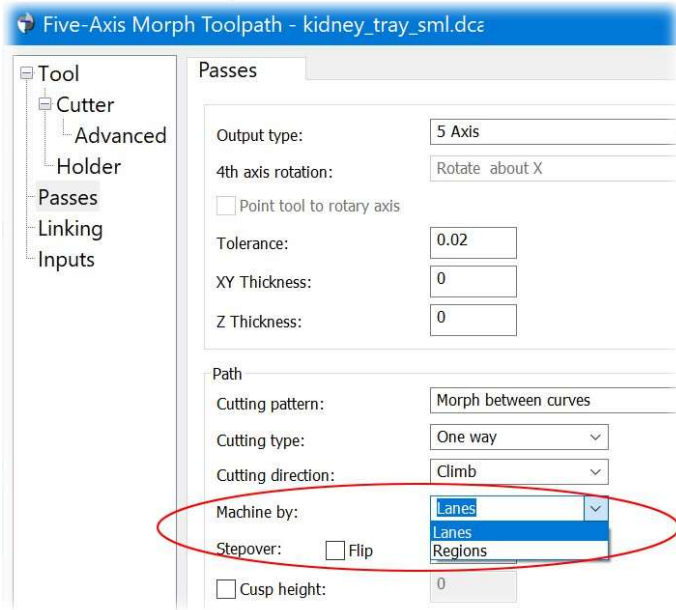 Five-Axis Morph Toolpath - kidney_tray_sml.dca
Tool
Cutter
Advanced
Holder
Passes
Linking
Inputs
Passes
Output type: 5 Axis
4th axis rotation: Rotate about X
Point tool to rotary axis
Tolerance: 0.02
XY Thickness: 0
Z Thickness: 0
Path
Cutting pattern: Morph between curves
Cutting type: One way
Cutting direction: Climb
Machine by: Lanes
Lanes
Stepover: Flip Regions
Cusp height: 0